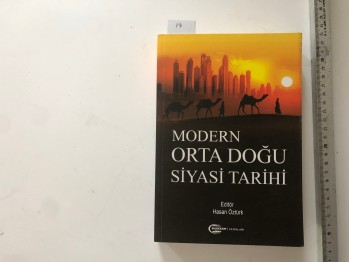 MODERN
ORTA DOĞU
SİYASİ TARİHİ
Editör
Hasan Öztürk